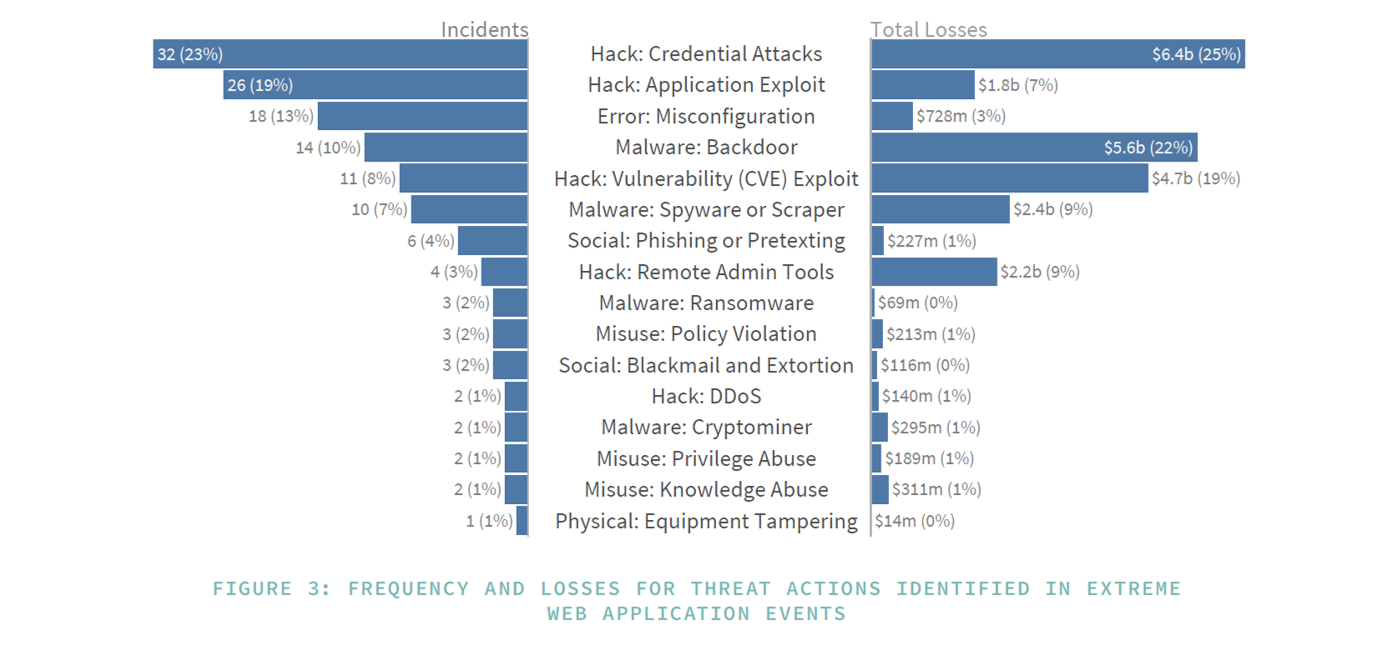 Incidents Total Losses
32 (23%) Hack: Credential Attacks $6.4b (25%)
26 (19%) Hack: Application Exploit $1.8b (7%)
18 (13%) Error: Misconfiguration $728m (3%)
14 (10%) Malware: Backdoor $5.6b (22%)
11 (8%) Hack: Vulnerability (CVE) Exploit $4.7b (19%)
10 (7%) Malware: Spyware or Scraper $2.4b (9%)
6 (4%) Social: Phishing or Pretexting $227m (1%)
4 (3%) Hack: Remote Admin Tools $2.2b (9%)
3 (2%) Malware: Ransomware $69m (0%)
3 (2%) Misuse: Policy Violation $213m (1%)
3 (2%) Social: Blackmail and Extortion $116m (0%)
2 (1%) Hack: DDoS $140m (1%)
2 (1%) Malware: Cryptominer $295m (1%)
2 (1%) Misuse: Privilege Abuse $189m (1%)
2 (1%) Misuse: Knowledge Abuse $311m (1%)
1 (1%) Physical: Equipment Tampering $14m (0%)
FIGURE 3: FREQUENCY AND LOSSES FOR THREAT ACTIONS IDENTIFIED IN EXTREME
WEB APPLICATION EVENTS